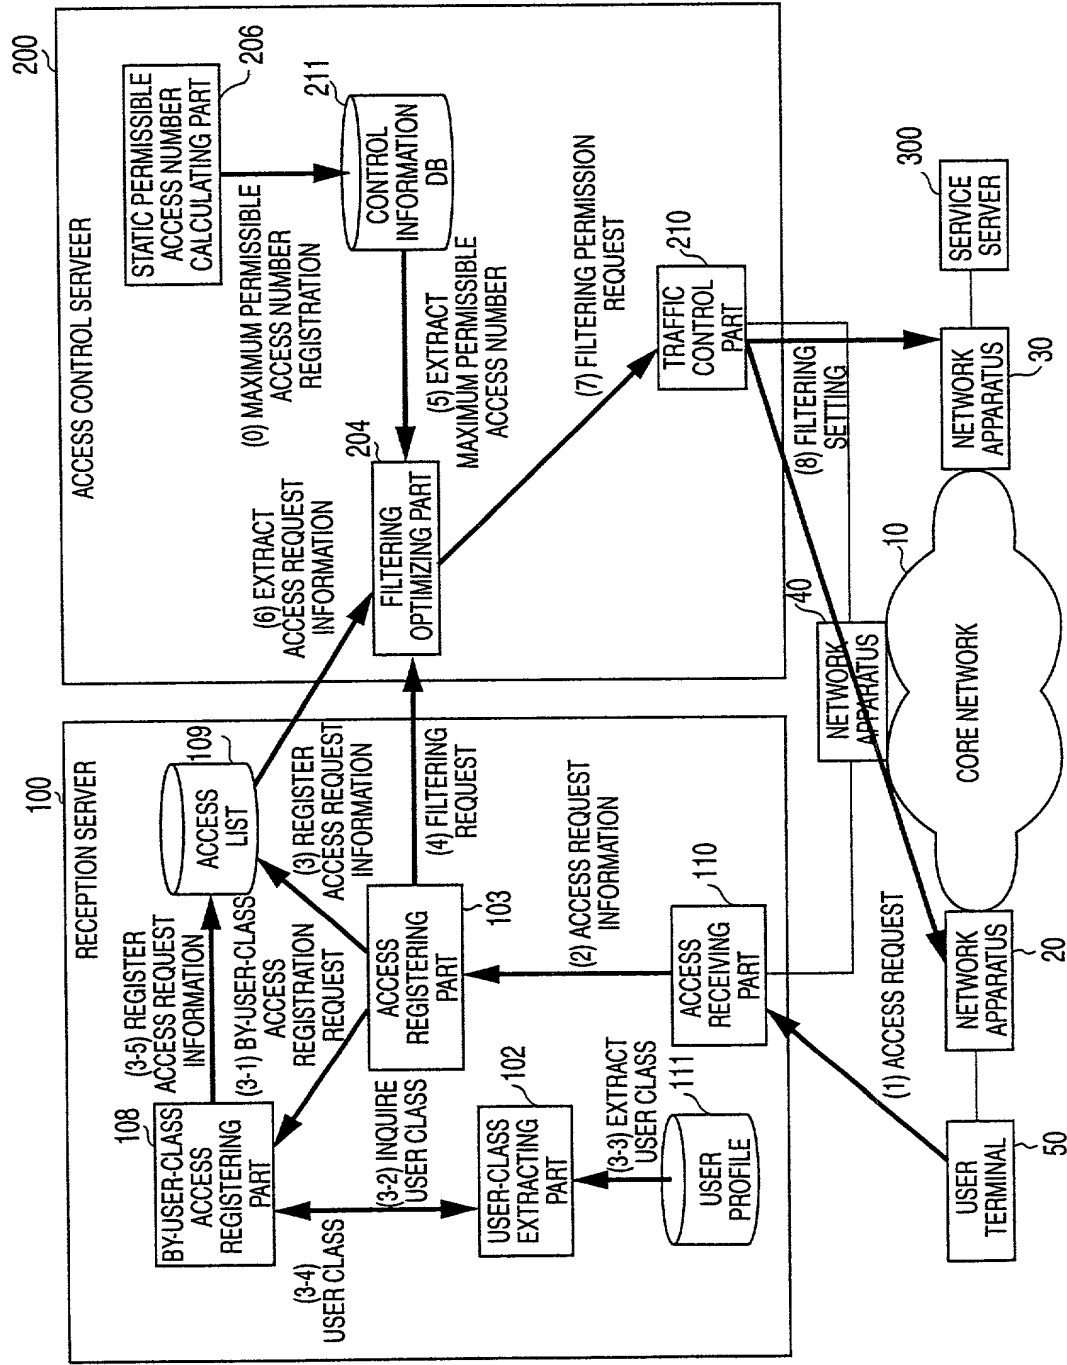 100
RECEPTION SERVER
108
BY-USER-CLASS
ACCESS
REGISTERING
PART
(3-5) REGISTER
ACCESS REQUEST
INFORMATION
ACCESS
LIST
109
(3-1) BY-USER-CLASS
ACCESS
REGISTRATION
REQUEST
(3) REGISTER
ACCESS REQUEST
INFORMATION
(3-4)
USER CLASS
(3-2) INQUIRE
USER CLASS
ACCESS
REGISTERING
PART
103
(4) FILTERING
REQUEST
USER-CLASS
EXTRACTING
PART
102
(2) ACCESS REQUEST
INFORMATION
(3-3) EXTRACT
USER CLASS
USER
PROFILE
111
ACCESS
RECEIVING
PART
110
200
ACCESS CONTROL SERVEER
STATIC PERMISSIBLE
ACCESS NUMBER
CALCULATING PART
206
(0) MAXIMUM PERMISSIBLE
ACCESS NUMBER
REGISTRATION
CONTROL
INFORMATION
DB
211
(6) EXTRACT
ACCESS REQUEST
INFORMATION
FILTERING
OPTIMIZING PART
204
(5) EXTRACT
MAXIMUM PERMISSIBLE
ACCESS NUMBER
(7) FILTERING PERMISSION
REQUEST
TRAFFIC
CONTROL
PART
210
(8) FILTERING
SETTING
(1) ACCESS REQUEST
NETWORK
APPARATUS
40
USER
TERMINAL
50
NETWORK
APPARATUS
20
CORE NETWORK
10
NETWORK
APPARATUS
30
SERVICE
SERVER
300